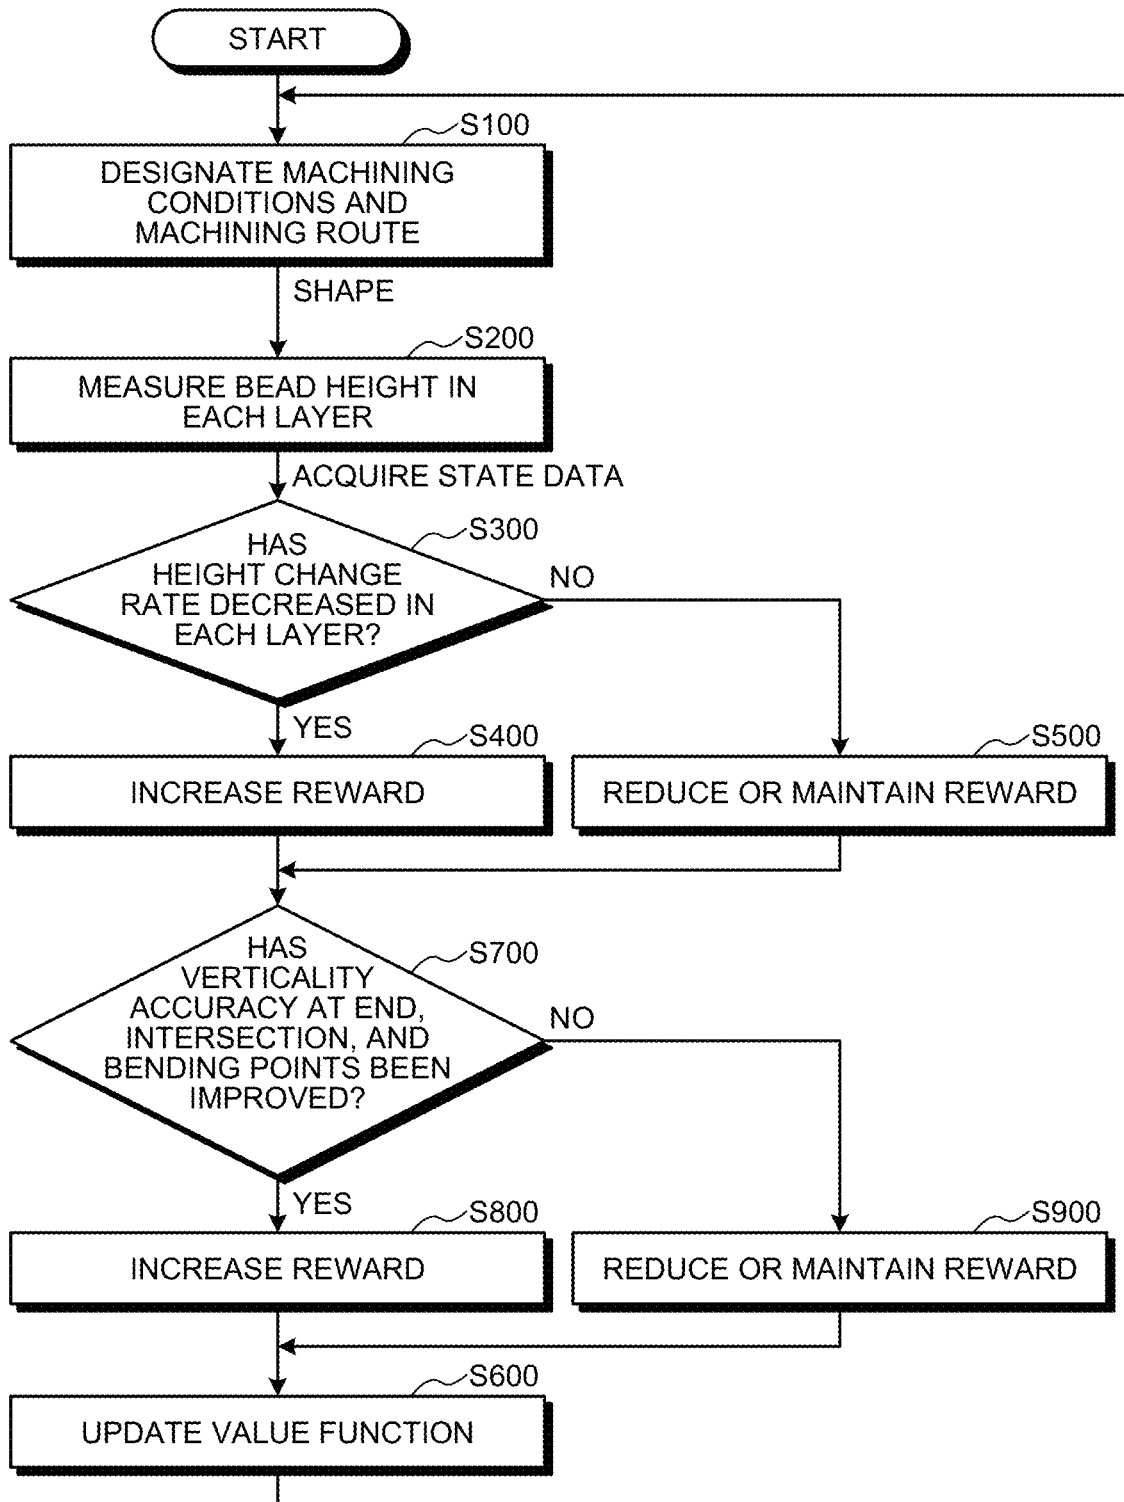 START
S100
DESIGNATE MACHINING
CONDITIONS AND
MACHINING ROUTE
SHAPE
S200
MEASURE BEAD HEIGHT IN
EACH LAYER
ACQUIRE STATE DATA
S300
HAS
HEIGHT CHANGE
RATE DECREASED IN
EACH LAYER?
NO
YES
S400
INCREASE REWARD
S500
REDUCE OR MAINTAIN REWARD
S700
HAS
VERTICALITY
ACCURACY AT END,
INTERSECTION, AND
BENDING POINTS BEEN
IMPROVED?
NO
YES
S800
INCREASE REWARD
S900
REDUCE OR MAINTAIN REWARD
S600
UPDATE VALUE FUNCTION